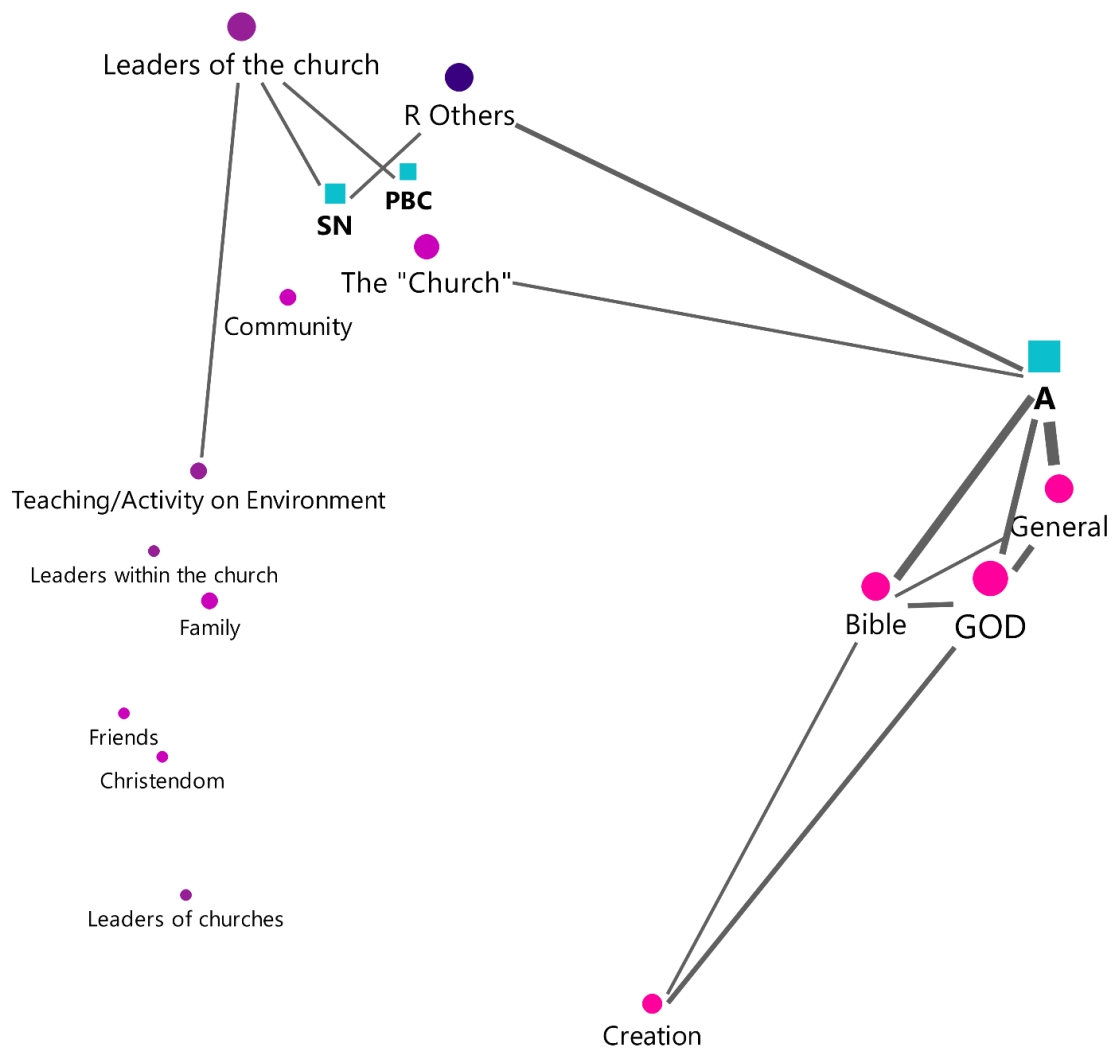 Leaders of the church
R Others
PBC
SN
The "Church"
Community
A
Teaching/Activity on Environment
General
Leaders within the church
Family
Bible
GOD
Friends
Christendom
Leaders of churches
Creation